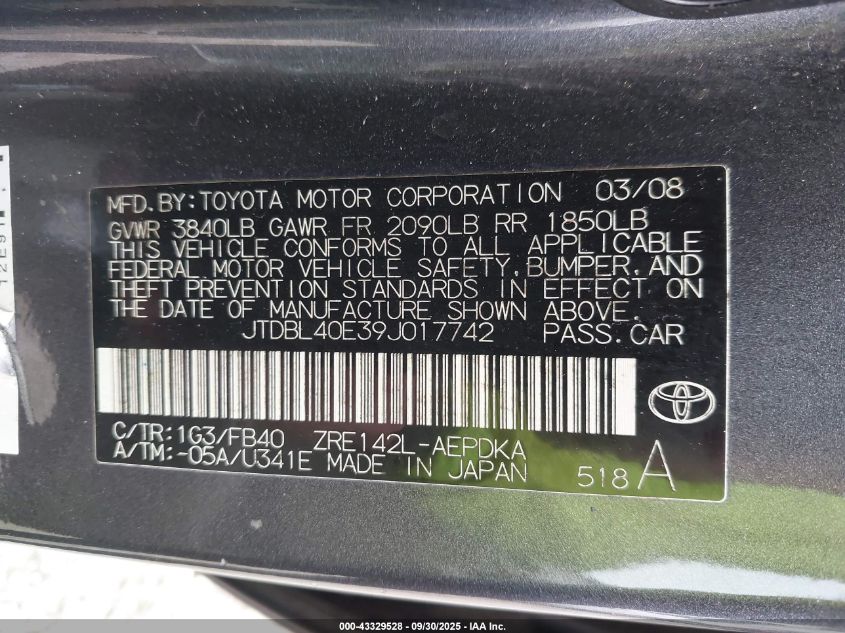 MFD. BY: TOYOTA MOTOR CORPORATION 03/08
GVWR 3840LB GAWR FR 2090LB RR 1850LB
THIS VEHICLE CONFORMS TO ALL APPLICABLE
FEDERAL MOTOR VEHICLE SAFETY, BUMPER, AND
THEFT PREVENTION STANDARDS IN EFFECT ON
THE DATE OF MANUFACTURE SHOWN ABOVE.
JTDBL40E39J017742 PASS. CAR
C/TR: 1G3/FB40 ZRE142L-AEPDKA
A/TM: -05A/U341E MADE IN JAPAN 518 A
000-43329528 - 09/30/2025 - IAA Inc.